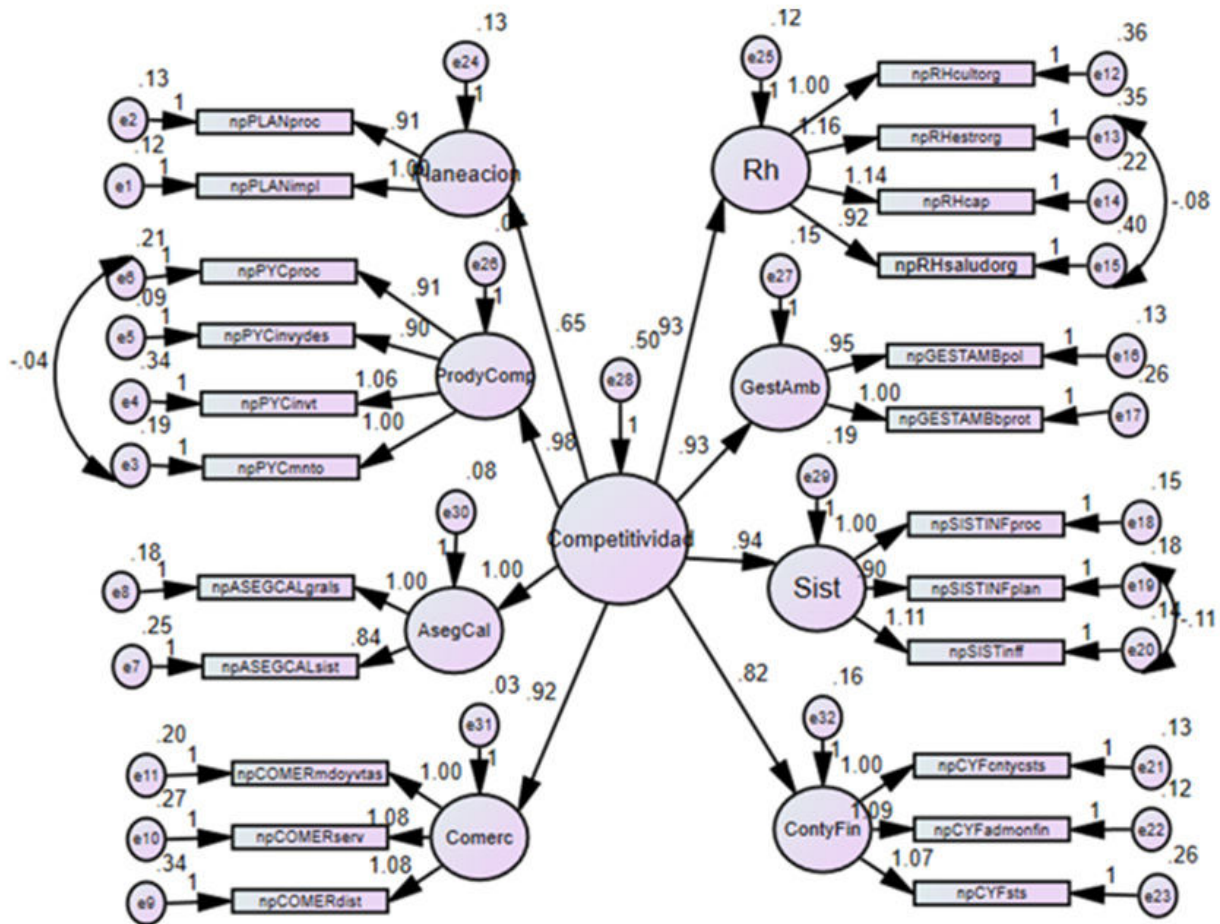 .13
e24
1
.13
e2
1
npPLANproc
.91
.12
e1
1
npPLANimpl
1.00
Planeacion
.21
e6
1
npPYCproc
.91
.09
e5
1
npPYCinvydes
.90
.34
e4
1
npPYCinvt
1.06
.19
e3
1
npPYCmnto
1.00
-.04
e26
1
ProdyComp
.65
.98
.08
e30
1
.18
e8
1
npASEGCALgrals
1.00
.25
e7
1
npASEGCALsist
.84
AsegCal
1.00
.03
e31
1
.92
.20
e11
1
npCOMERmdoyvtas
1.00
.27
e10
1
npCOMERserv
1.08
.34
e9
1
npCOMERdist
1.08
Comerc
.50
e28
1
Competitividad
.12
e25
1
Rh
.93
1.00
npRHcultorg
1
e12
.36
1.16
npRHestrorg
1
e13
.35
1.14
npRHcap
1
e14
.22
.92
npRHsaludorg
1
e15
.40
-.08
.15
e27
1
GestAmb
.93
.95
npGESTAMBpol
1
e16
.13
1.00
npGESTAMBbprot
1
e17
.26
.19
e29
1
Sist
.94
1.00
npSISTINFproc
1
e18
.15
.90
npSISTINFplan
1
e19
.18
1.11
npSISTinff
1
e20
.14
-.11
.82
.16
e32
1
ContyFin
1.00
npCYFcntycsts
1
e21
.13
1.09
npCYFadmonfin
1
e22
.12
1.07
npCYFsts
1
e23
.26